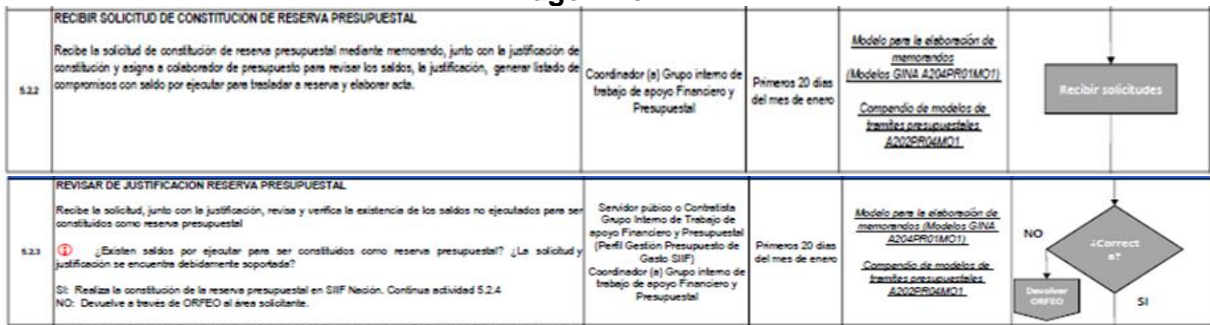 RECIBIR SOLICITUD DE CONSTITUCIÓN DE RESERVA PRESUPUESTAL
Recibe la solicitud de constitución de reserva presupuestal mediante memorando, junto con la justificación de
constitución y asigna a colaborador de presupuesto para revisar los saldos, la justificación, generar listado de
compromisos con saldo por ejecutar para trasladar a reserva y elaborar acta.
5.2.2
Coordinador (a) Grupo interno de
trabajo de apoyo Financiero y
Presupuestal
Primeros 20 días
del mes de enero
Modelo para la elaboración de
memorandos
(Modelos GINA A204PR01MO1)
Compendio de modelos de
tramites presupuestales
A202PR04MO1
Recibir solicitudes
REVISAR DE JUSTIFICACIÓN RESERVA PRESUPUESTAL
Recibe la solicitud, junto con la justificación, revisa y verifica la existencia de los saldos no ejecutados para ser
constituidos como reserva presupuestal
¿Existen saldos por ejecutar para ser constituidos como reserva presupuestal? ¿La solicitud y
justificación se encuentra debidamente soportada?
SI: Realiza la constitución de la reserva presupuestal en SIIF Nación. Continua actividad 5.2.4
NO: Devuelve a través de ORFEO al área solicitante.
5.2.3
Servidor púbico o Contratista
Grupo Interno de Trabajo de
apoyo Financiero y Presupuestal
(Perfil Gestión Presupuesto de
Gasto SIIF)
Coordinador (a) Grupo interno de
trabajo de apoyo Financiero y
Presupuestal
Primeros 20 días
del mes de enero
Modelo para la elaboración de
memorandos (Modelos GINA
A204PR01MO1)
Compendio de modelos de
tramites presupuestales
A202PR04MO1
NO
¿Correct
a?
Devolver
ORFEO
SI